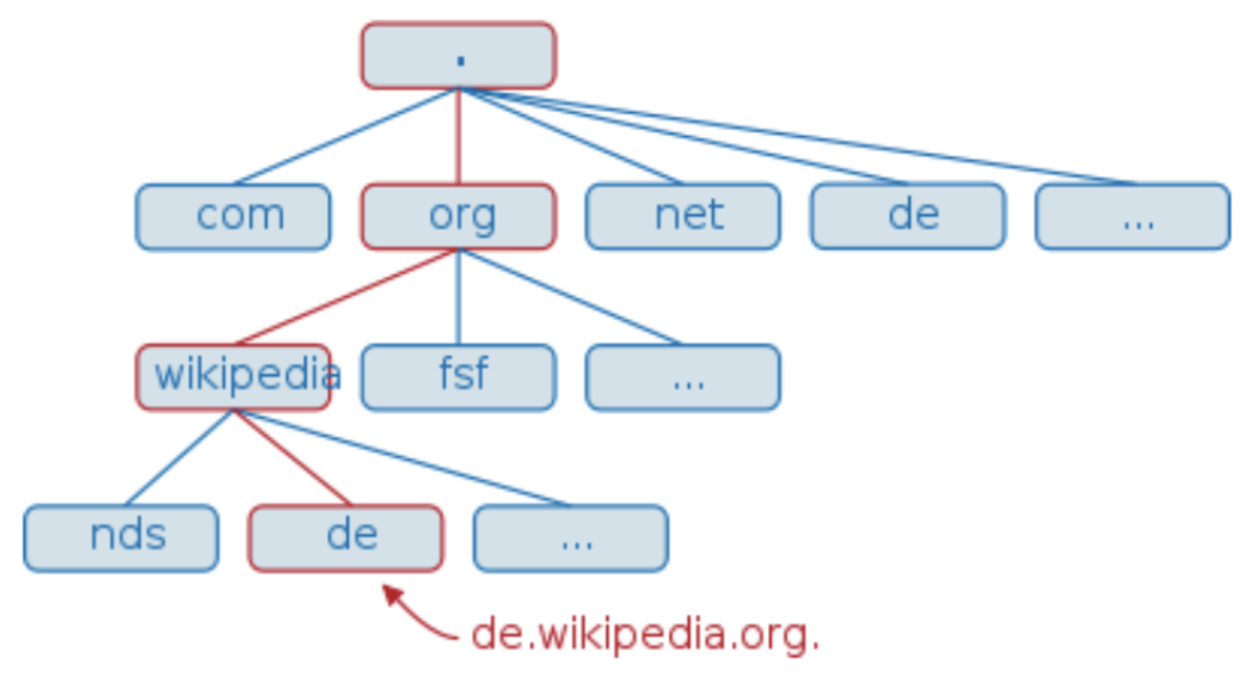 .
com org net de ...
wikipedia fsf ...
nds de ...
de.wikipedia.org.